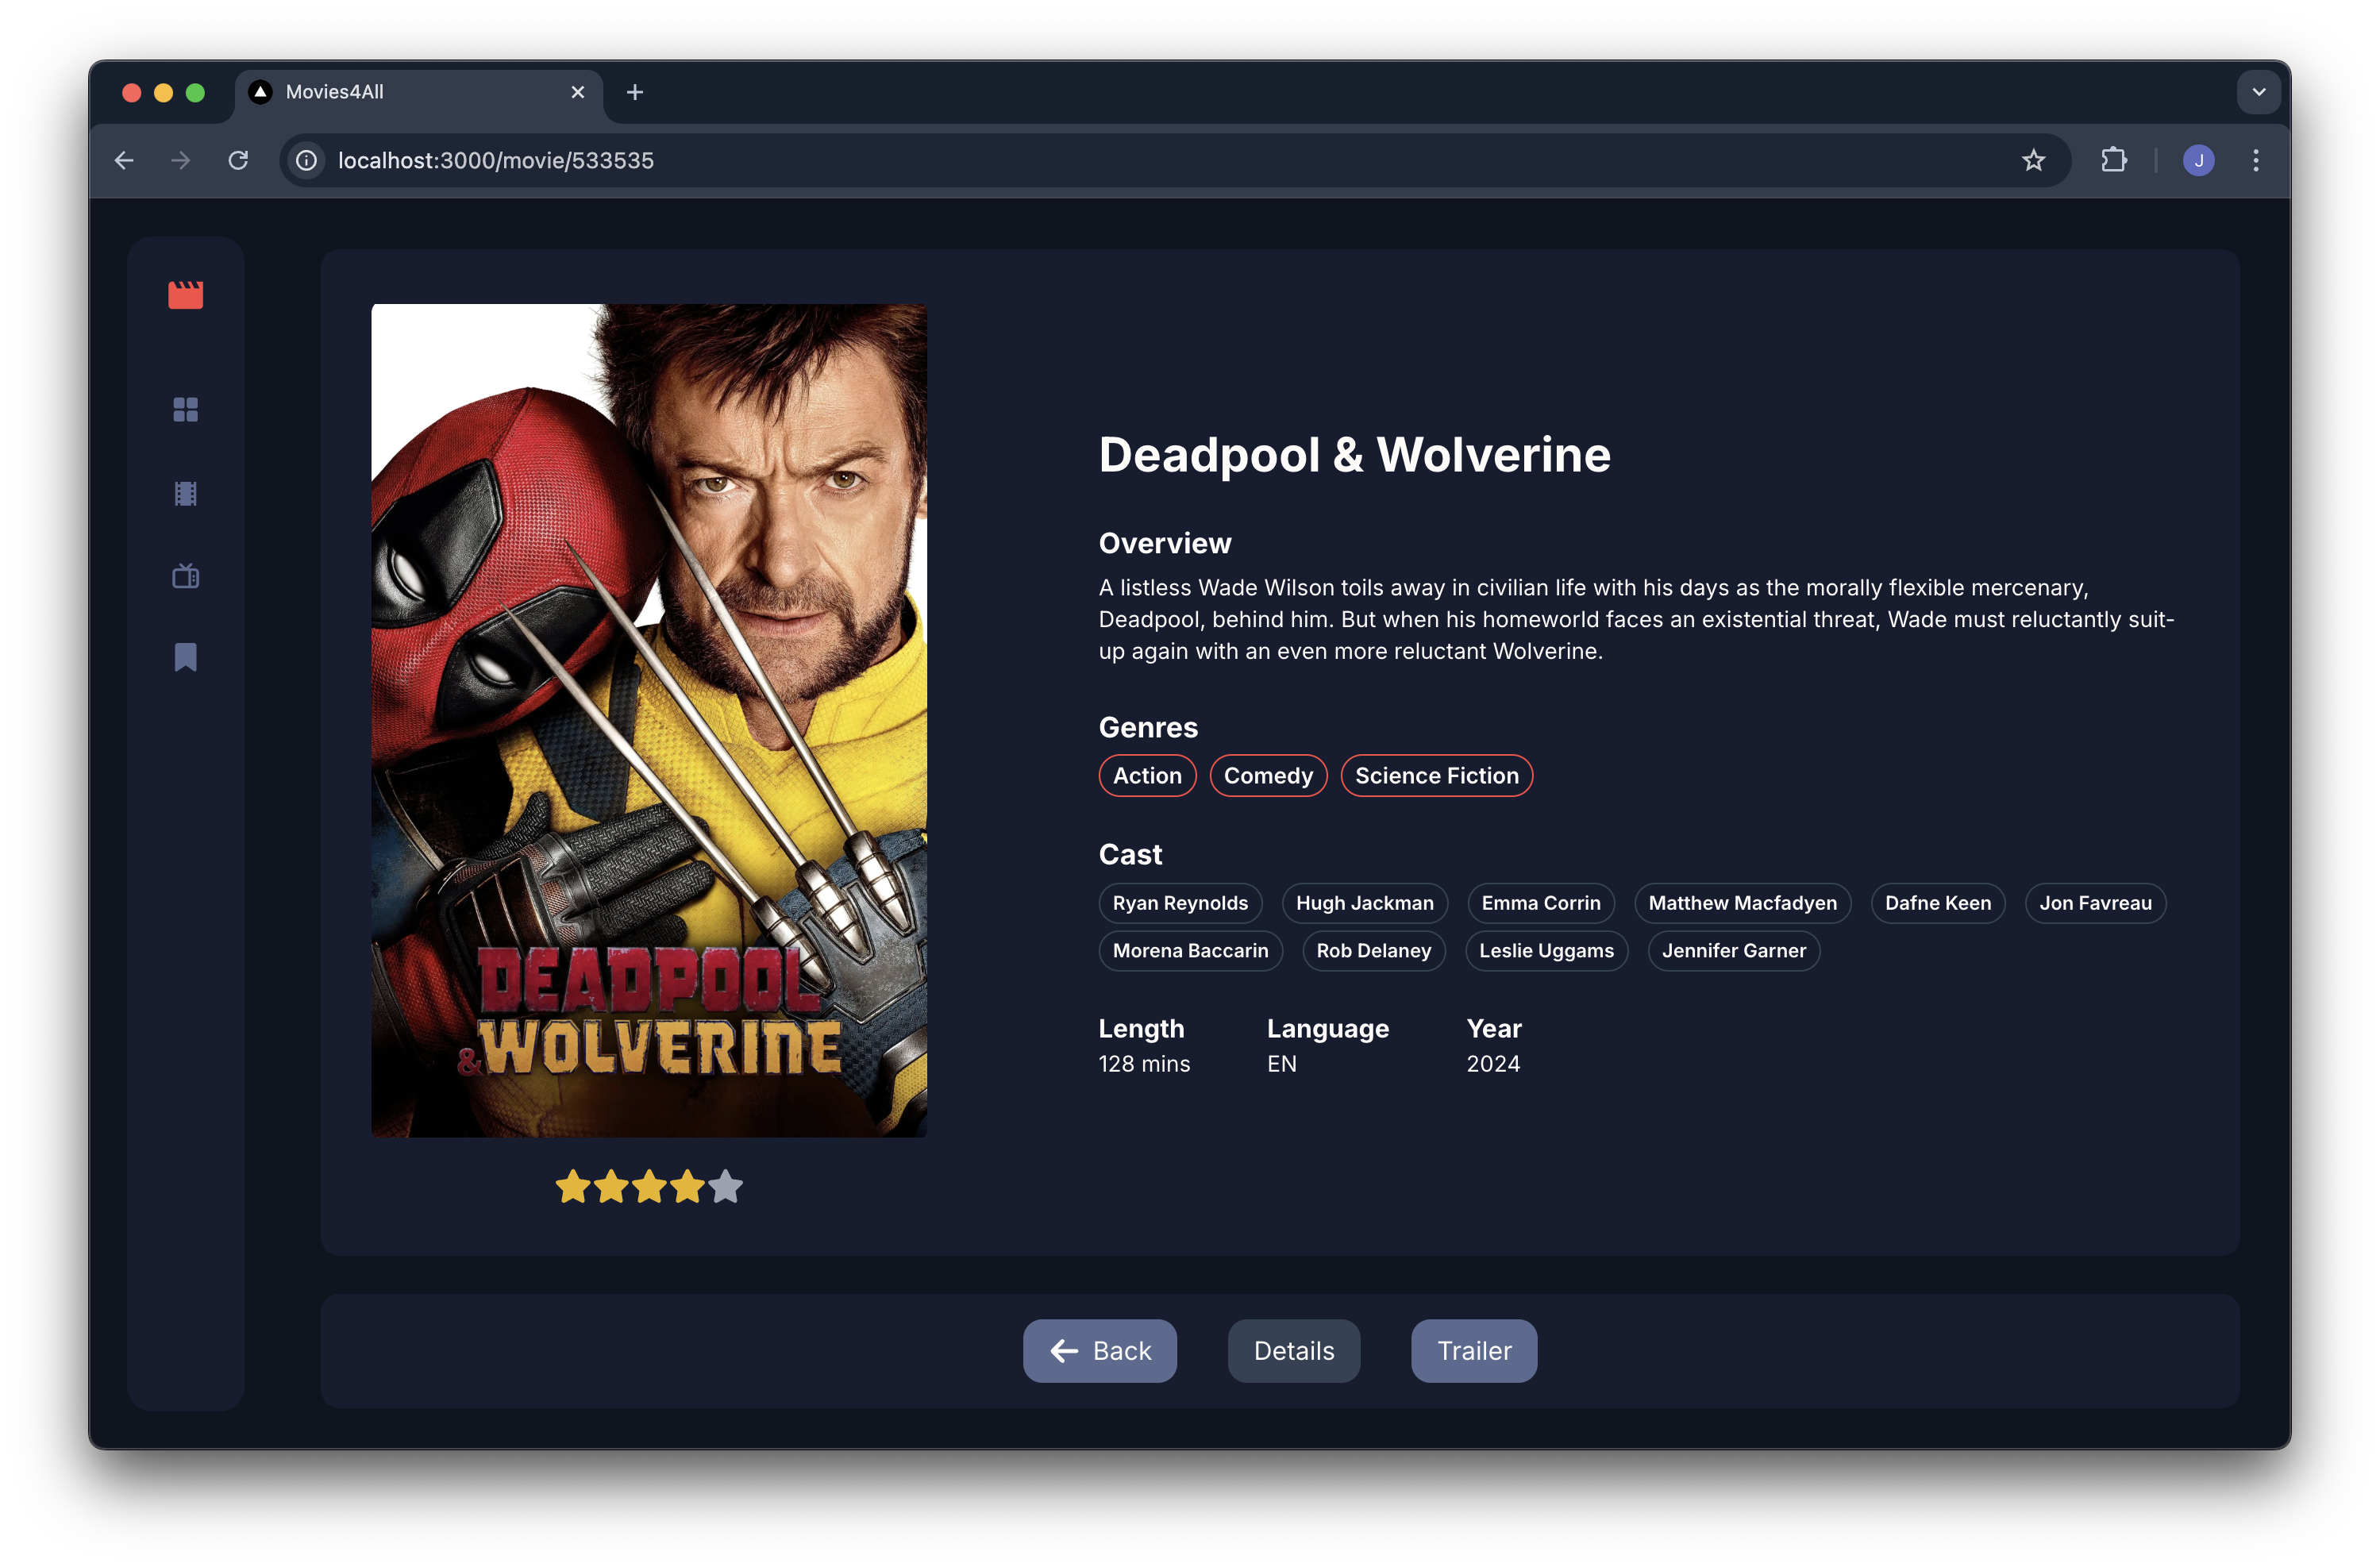 Movies4All
localhost:3000/movie/533535
J
DEADPOOL
&WOLVERINE
Deadpool & Wolverine
Overview
A listless Wade Wilson toils away in civilian life with his days as the morally flexible mercenary,
Deadpool, behind him. But when his homeworld faces an existential threat, Wade must reluctantly suit-
up again with an even more reluctant Wolverine.
Genres
Action Comedy Science Fiction
Cast
Ryan Reynolds Hugh Jackman Emma Corrin Matthew Macfadyen Dafne Keen Jon Favreau
Morena Baccarin Rob Delaney Leslie Uggams Jennifer Garner
Length Language Year
128 mins EN 2024
Back Details Trailer